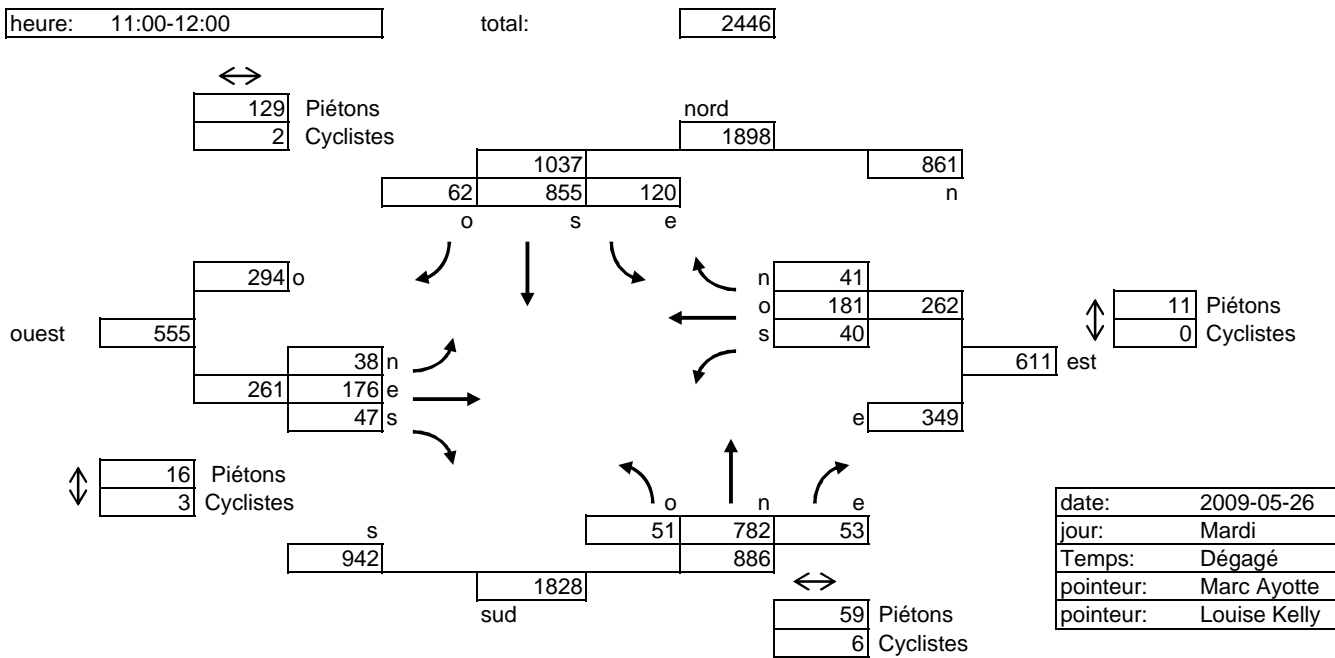 heure: 11:00-12:00 total: 2446
129 Piétons nord
2 Cyclistes 1898
1037 861
62 855 120 n
o s e
294 o n 41
o 181 262 11 Piétons
ouest 555 s 40 0 Cyclistes
38 n 611 est
261 176 e
47 s e 349
16 Piétons
3 Cyclistes o n e date: 2009-05-26
s 51 782 53 jour: Mardi
942 886 Temps: Dégagé
1828 pointeur: Marc Ayotte
sud 59 Piétons pointeur: Louise Kelly
6 Cyclistes